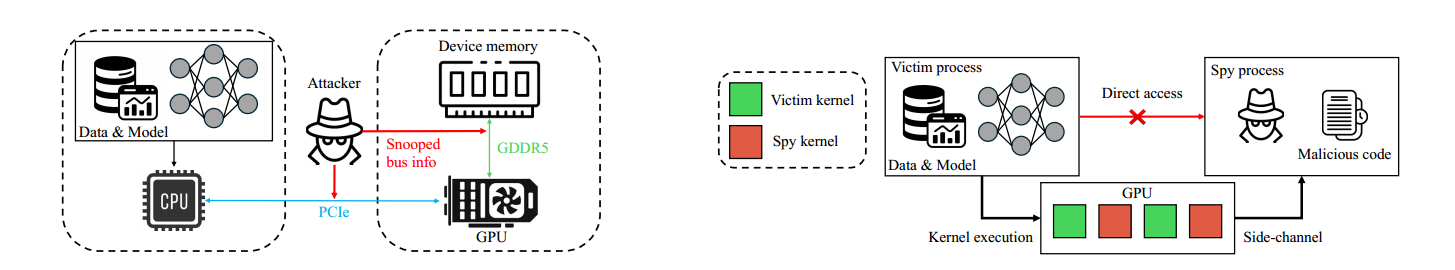 Device memory
Attacker
Data & Model
Snooped
bus info
GDDR5
CPU
PCIe
GPU
Victim kernel
Spy kernel
Victim process
Data & Model
Direct access
Spy process
Malicious code
GPU
Kernel execution
Side-channel